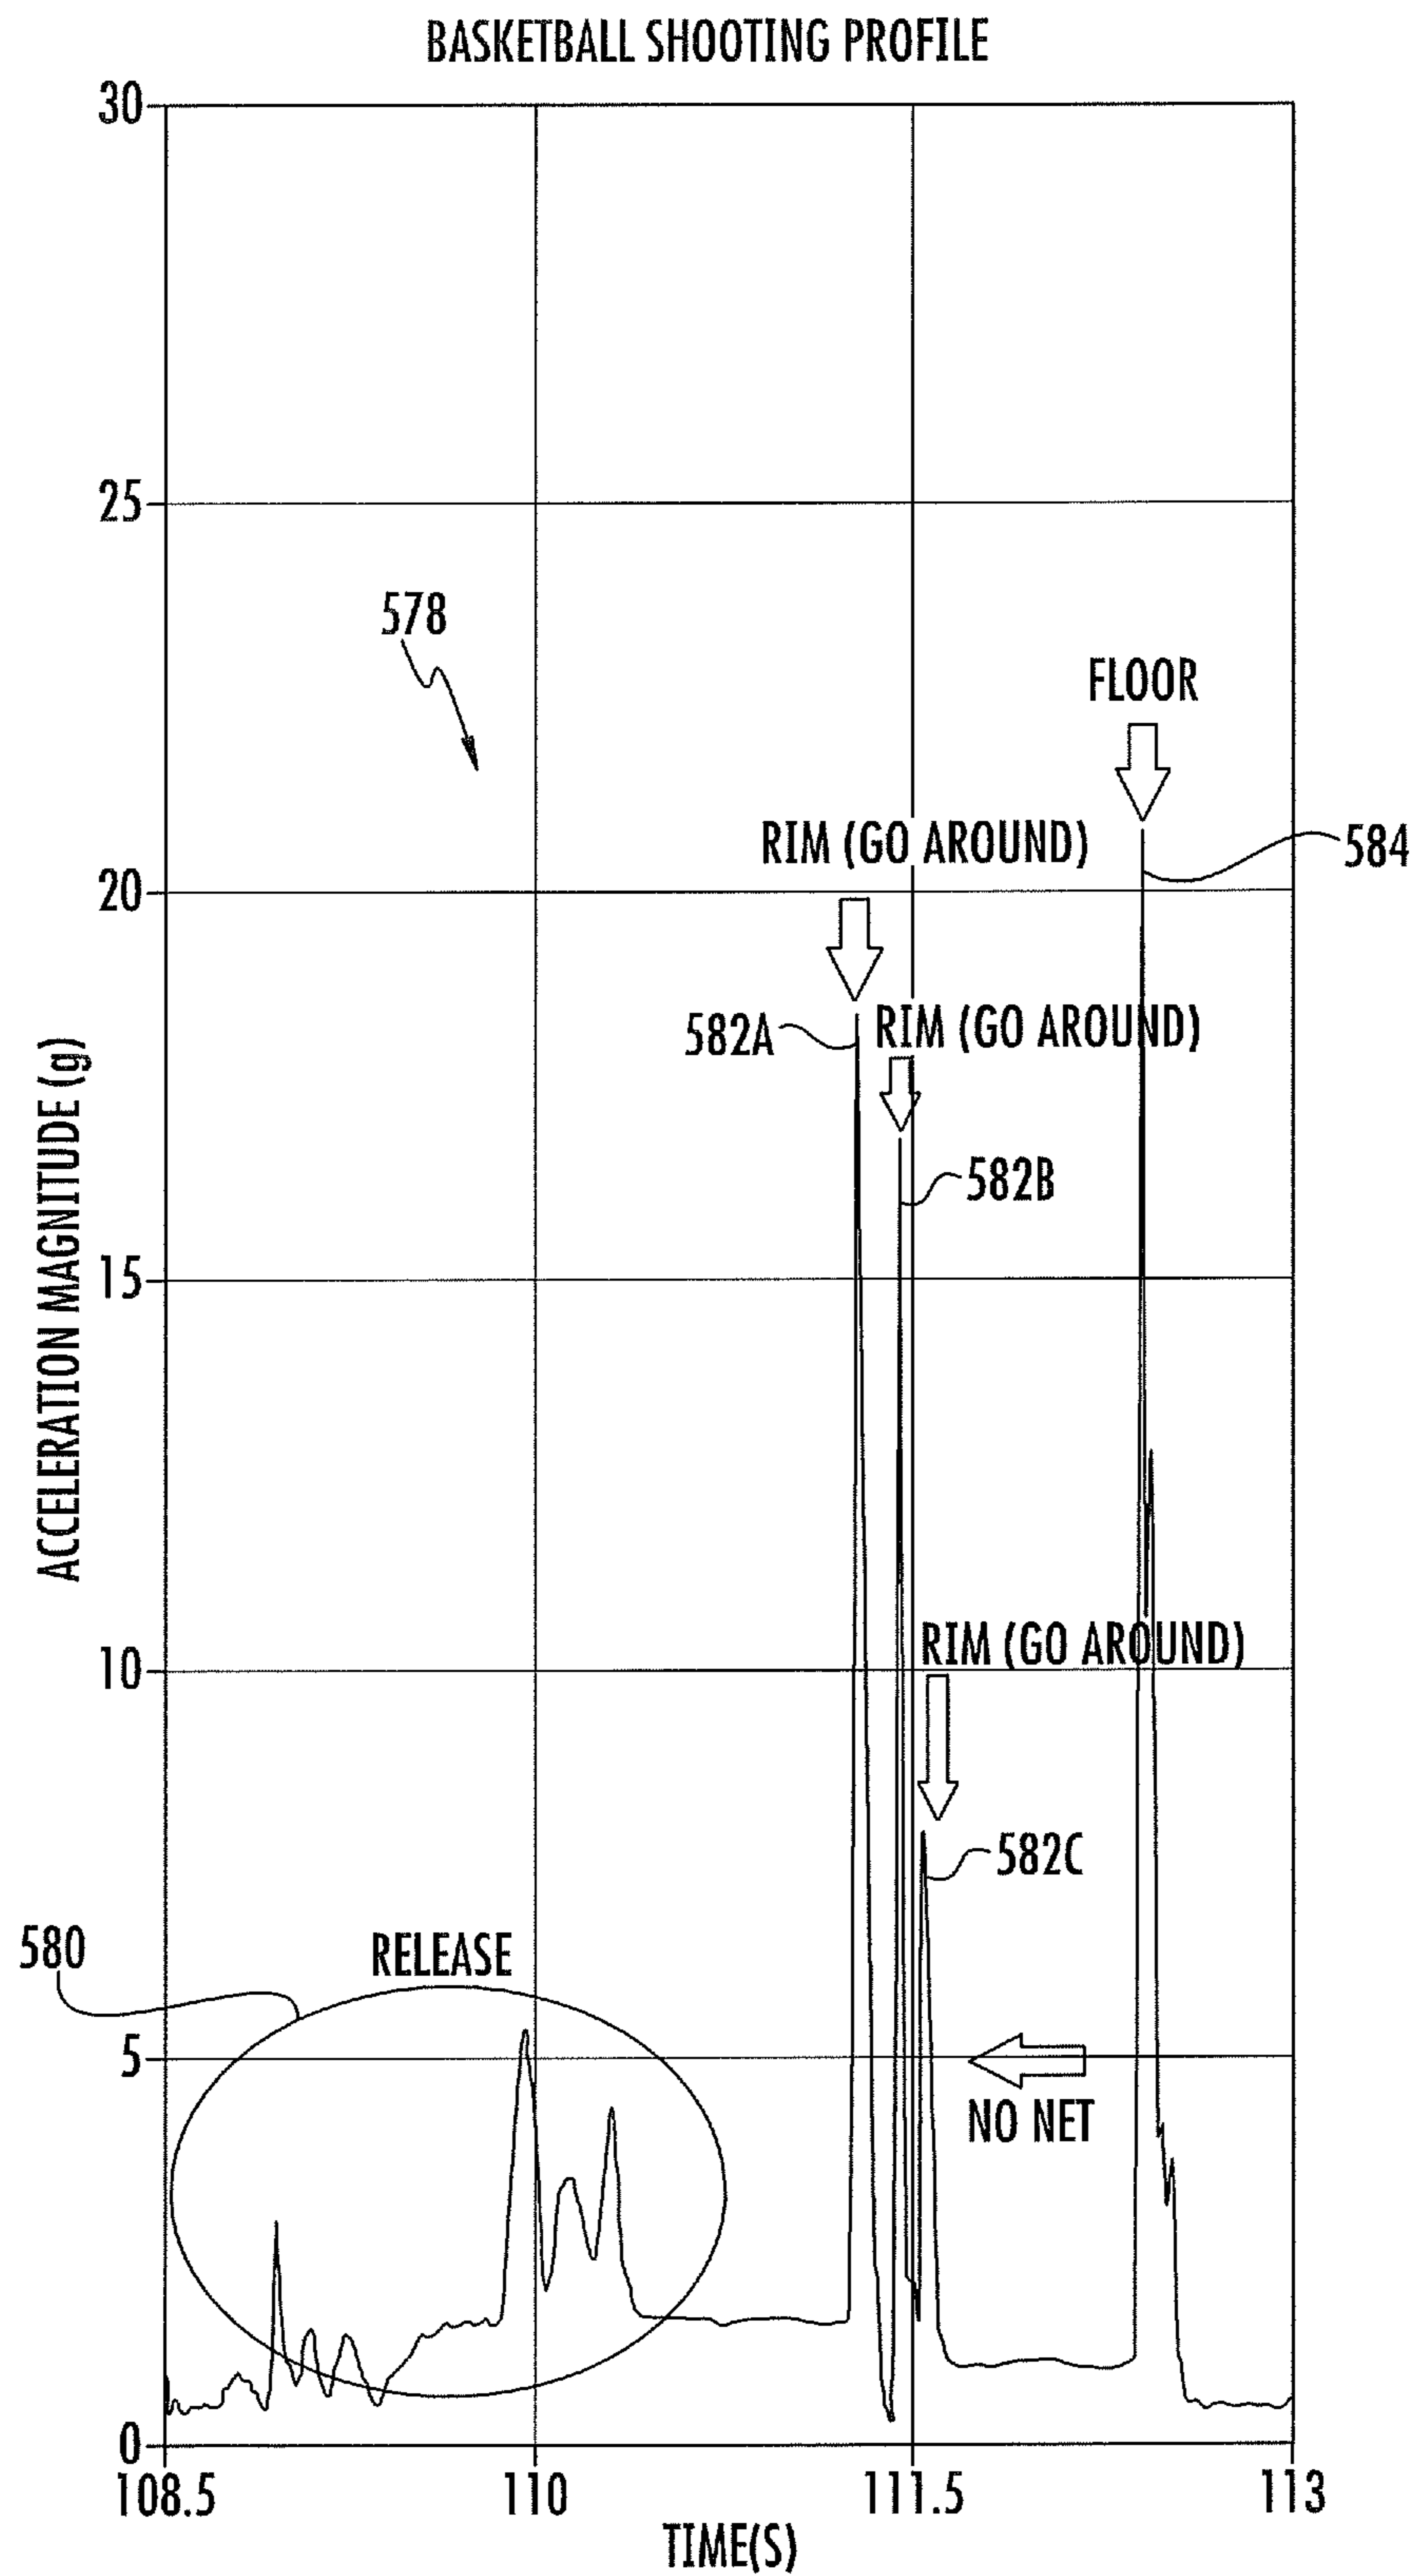 BASKETBALL SHOOTING PROFILE
30
25
578
FLOOR
RIM (GO AROUND)
584
20
582A
RIM (GO AROUND)
582B
ACCELERATION MAGNITUDE (g)
15
RIM (GO AROUND)
10
582C
580
RELEASE
5
NO NET
0
108.5 110 111.5 113
TIME(S)